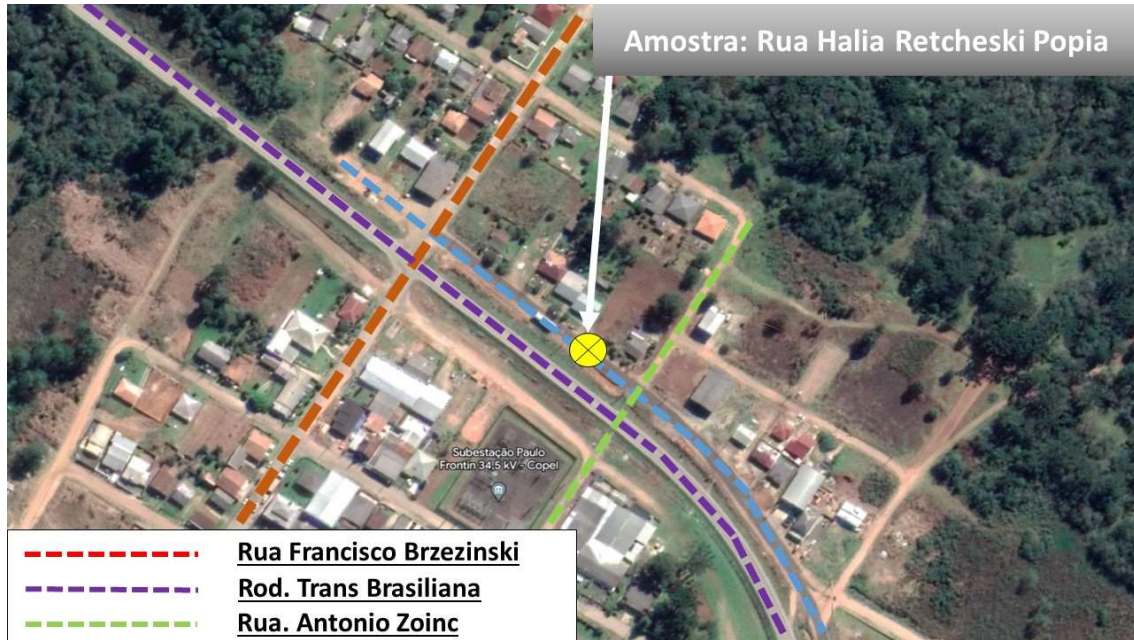 Amostra: Rua Halia Retcheski Popia
Subestação Paulo
Frontin 34,5 kV - Copel
Rua Francisco Brzezinski
Rod. Trans Brasiliana
Rua. Antonio Zoinc